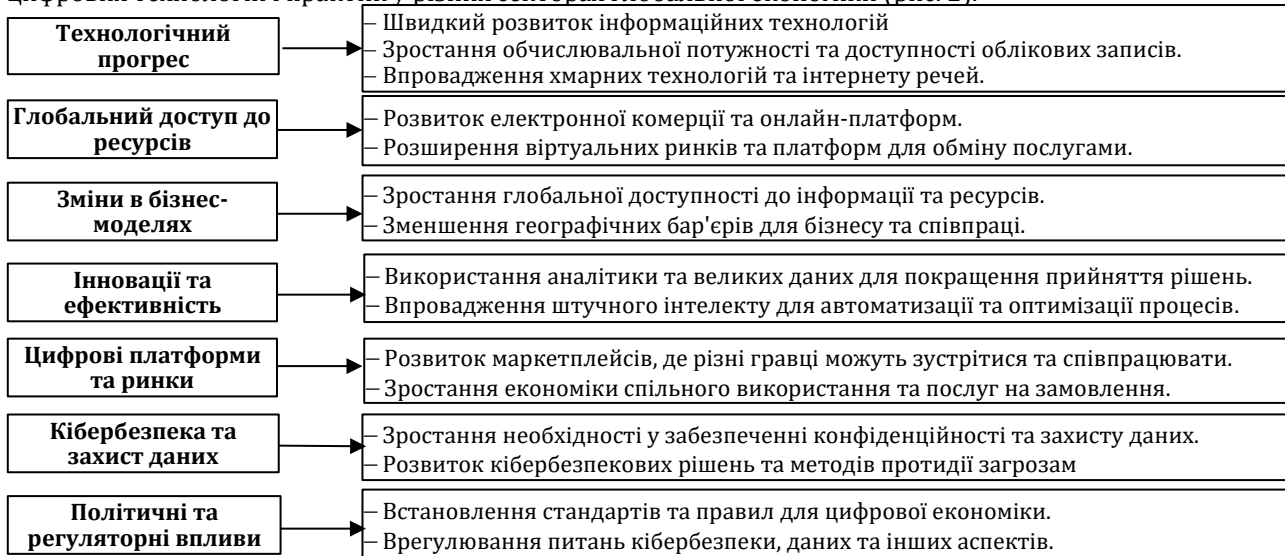 цифрових технологій і практик у різних секторах глобальної економіки (рис. 2).
Технологічний
прогрес
– Швидкий розвиток інформаційних технологій
– Зростання обчислювальної потужності та доступності облікових записів.
– Впровадження хмарних технологій та інтернету речей.
Глобальний доступ до
ресурсів
– Розвиток електронної комерції та онлайн-платформ.
– Розширення віртуальних ринків та платформ для обміну послугами.
Зміни в бізнес-
моделях
– Зростання глобальної доступності до інформації та ресурсів.
– Зменшення географічних бар'єрів для бізнесу та співпраці.
Інновації та
ефективність
– Використання аналітики та великих даних для покращення прийняття рішень.
– Впровадження штучного інтелекту для автоматизації та оптимізації процесів.
Цифрові платформи
та ринки
– Розвиток маркетплейсів, де різні гравці можуть зустрітися та співпрацювати.
– Зростання економіки спільного використання та послуг на замовлення.
Кібербезпека та
захист даних
– Зростання необхідності у забезпеченні конфіденційності та захисту даних.
– Розвиток кібербезпекових рішень та методів протидії загрозам
Політичні та
регуляторні впливи
– Встановлення стандартів та правил для цифрової економіки.
– Врегулювання питань кібербезпеки, даних та інших аспектів.